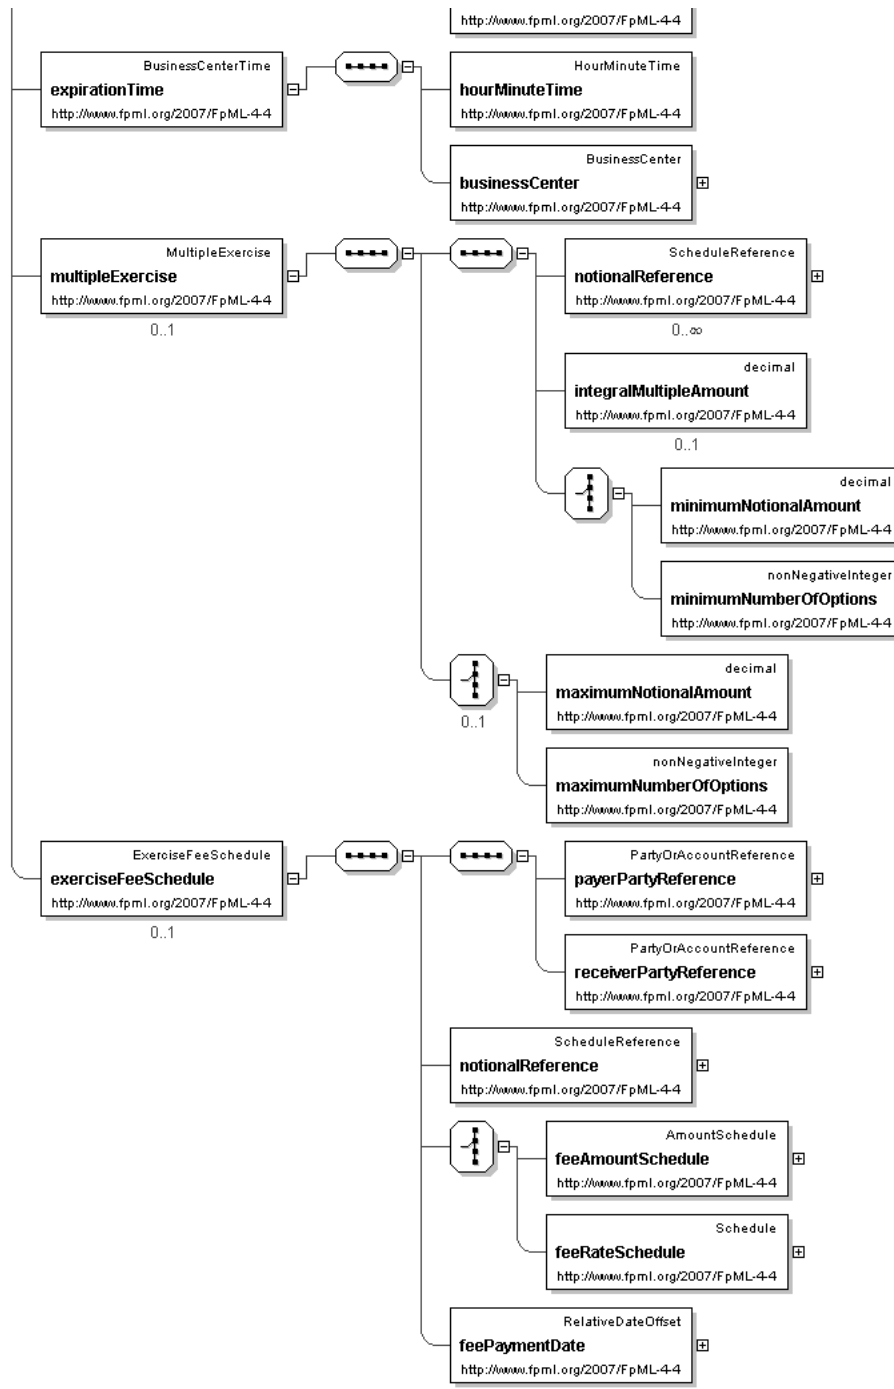 http://www.fpml.org/2007/FpML-4-4
BusinessCenterTime
expirationTime
http://www.fpml.org/2007/FpML-4-4
HourMinuteTime
hourMinuteTime
http://www.fpml.org/2007/FpML-4-4
BusinessCenter
businessCenter
http://www.fpml.org/2007/FpML-4-4
MultipleExercise
multipleExercise
http://www.fpml.org/2007/FpML-4-4
0..1
ScheduleReference
notionalReference
http://www.fpml.org/2007/FpML-4-4
0..∞
decimal
integralMultipleAmount
http://www.fpml.org/2007/FpML-4-4
0..1
decimal
minimumNotionalAmount
http://www.fpml.org/2007/FpML-4-4
nonNegativeInteger
minimumNumberOfOptions
http://www.fpml.org/2007/FpML-4-4
0..1
decimal
maximumNotionalAmount
http://www.fpml.org/2007/FpML-4-4
nonNegativeInteger
maximumNumberOfOptions
http://www.fpml.org/2007/FpML-4-4
ExerciseFeeSchedule
exerciseFeeSchedule
http://www.fpml.org/2007/FpML-4-4
0..1
PartyOrAccountReference
payerPartyReference
http://www.fpml.org/2007/FpML-4-4
PartyOrAccountReference
receiverPartyReference
http://www.fpml.org/2007/FpML-4-4
ScheduleReference
notionalReference
http://www.fpml.org/2007/FpML-4-4
AmountSchedule
feeAmountSchedule
http://www.fpml.org/2007/FpML-4-4
Schedule
feeRateSchedule
http://www.fpml.org/2007/FpML-4-4
RelativeDateOffset
feePaymentDate
http://www.fpml.org/2007/FpML-4-4